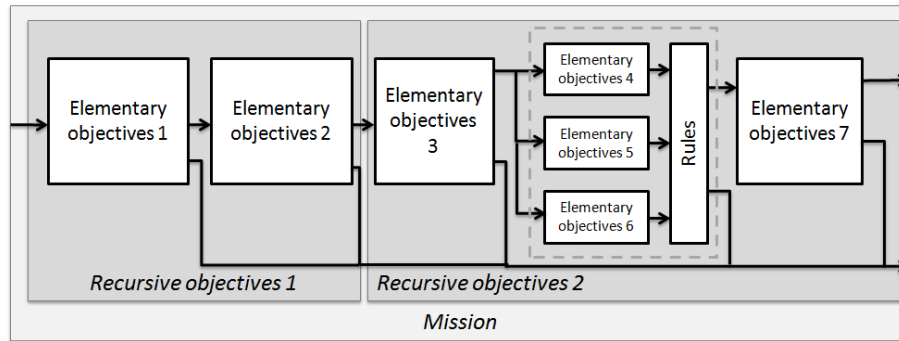 Elementary
objectives 1
Elementary
objectives 2
Elementary
objectives
3
Elementary
objectives 4
Elementary
objectives 5
Elementary
objectives 6
Rules
Elementary
objectives 7
Recursive objectives 1
Recursive objectives 2
Mission